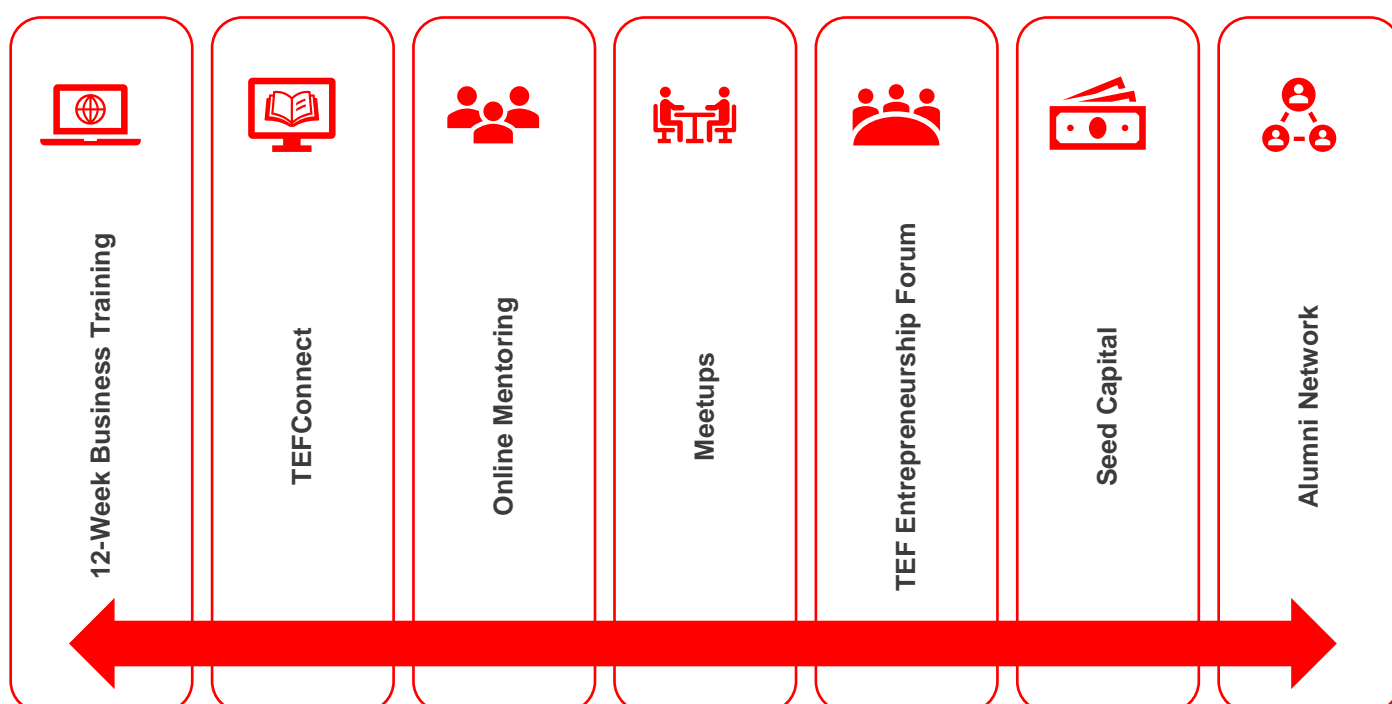 12-Week Business Training
TEFConnect
Online Mentoring
Meetups
TEF Entrepreneurship Forum
Seed Capital
Alumni Network